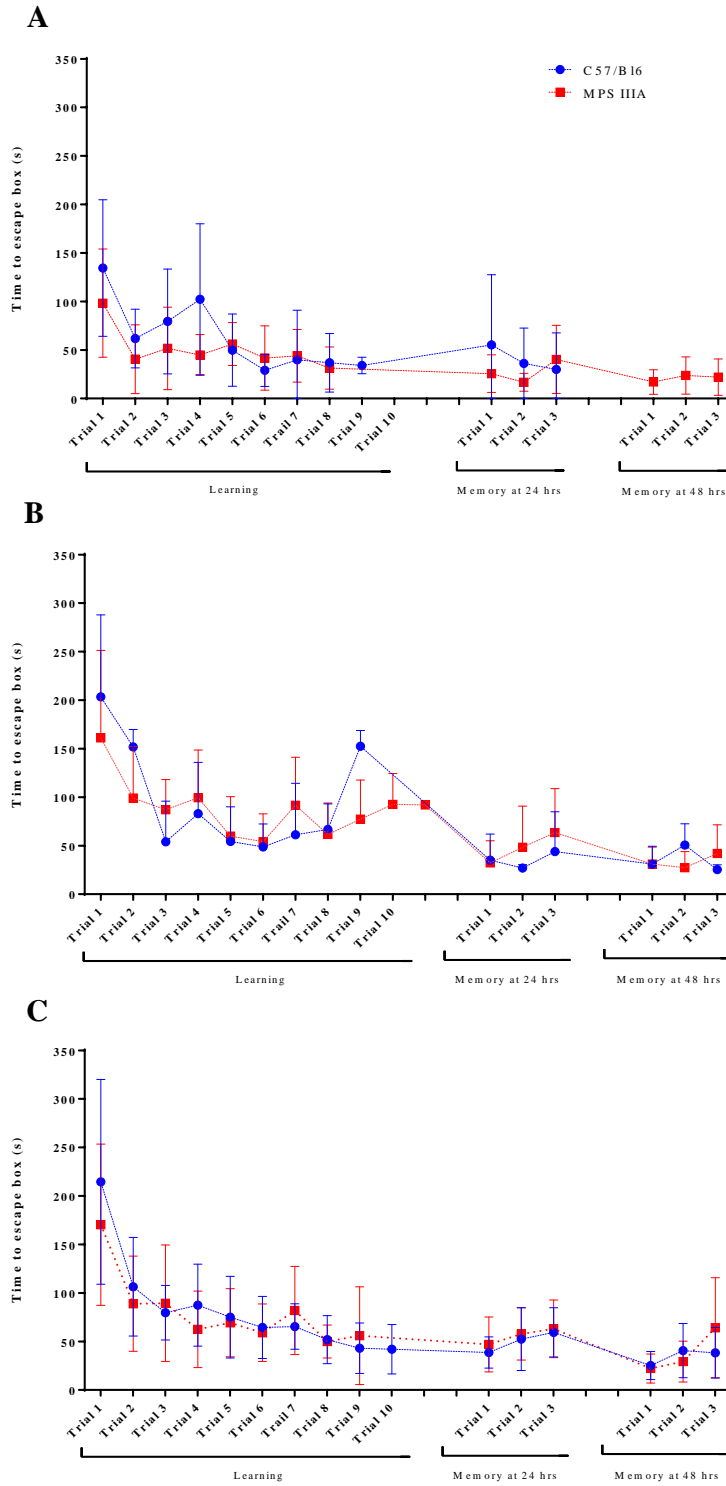 A
C57/Bl6
MPS IIIA
Time to escape box (s)
350
300
250
200
150
100
50
0
Trial 1
Trial 2
Trial 3
Trial 4
Trial 5
Trial 6
Trail 7
Trial 8
Trial 9
Trial 10
Trial 1
Trial 2
Trial 3
Trial 1
Trial 2
Trial 3
Learning
Memory at 24 hrs
Memory at 48 hrs
B
Time to escape box (s)
350
300
250
200
150
100
50
0
Trial 1
Trial 2
Trial 3
Trial 4
Trial 5
Trial 6
Trail 7
Trial 8
Trial 9
Trial 10
Trial 1
Trial 2
Trial 3
Trial 1
Trial 2
Trial 3
Learning
Memory at 24 hrs
Memory at 48 hrs
C
Time to escape box (s)
350
300
250
200
150
100
50
0
Trial 1
Trial 2
Trial 3
Trial 4
Trial 5
Trial 6
Trail 7
Trial 8
Trial 9
Trial 10
Trial 1
Trial 2
Trial 3
Trial 1
Trial 2
Trial 3
Learning
Memory at 24 hrs
Memory at 48 hrs